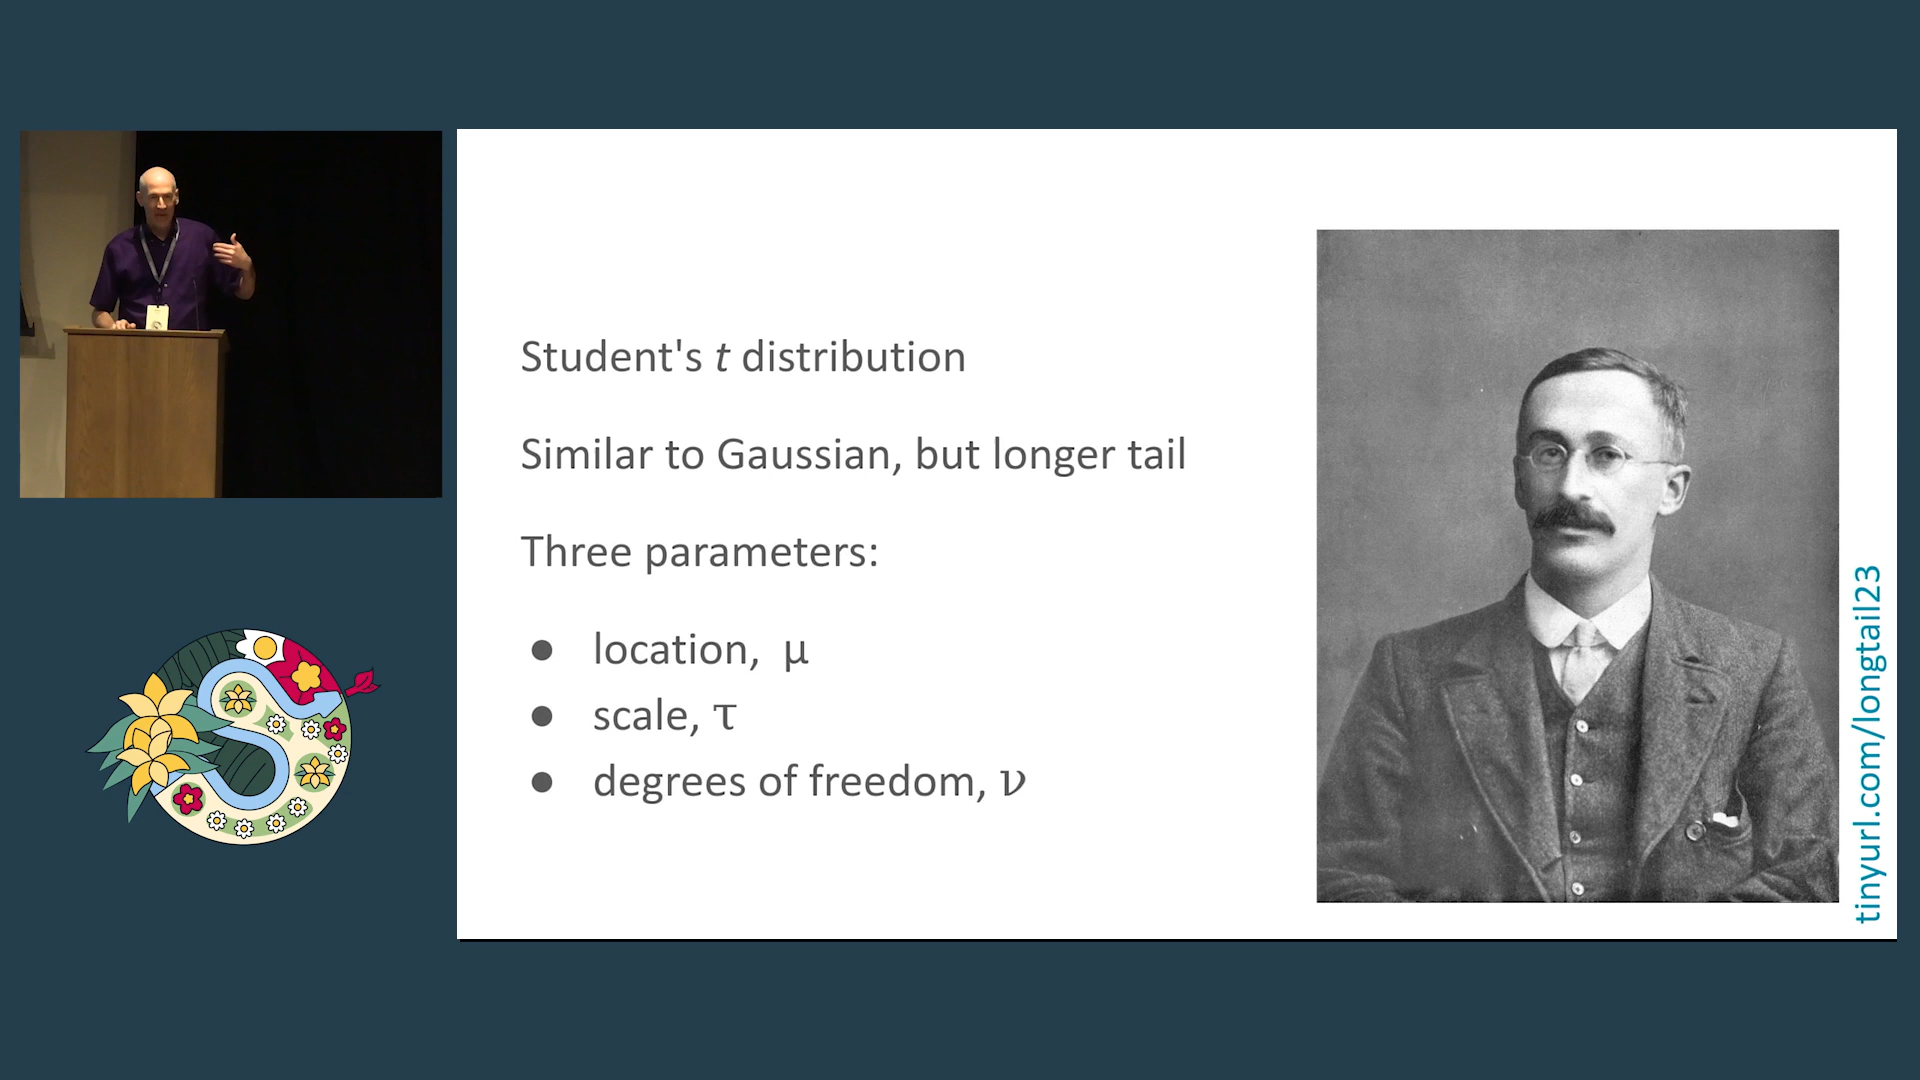 Student's t distribution
Similar to Gaussian, but longer tail
Three parameters:
● location, μ
● scale, τ
● degrees of freedom, ν
tinyurl.com/longtail23